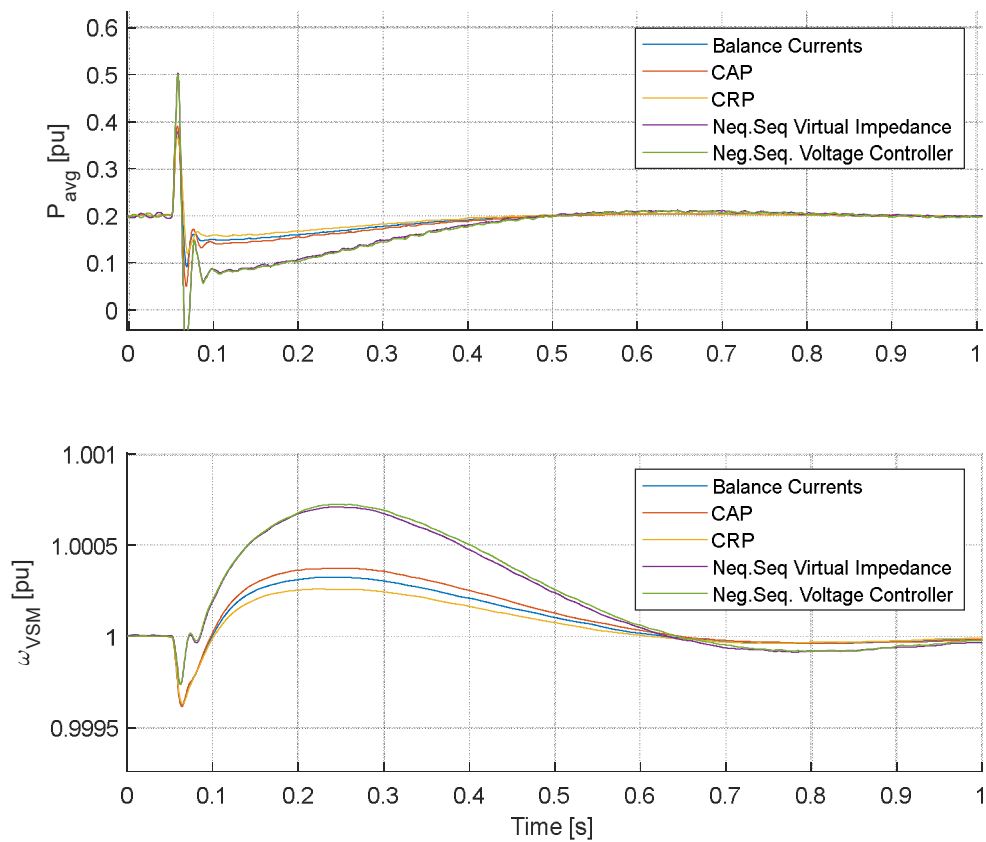 0.6
0.5
0.4
0.3
0.2
0.1
0
P_avg [pu]
Balance Currents
CAP
CRP
Neq.Seq Virtual Impedance
Neg.Seq. Voltage Controller
0 0.1 0.2 0.3 0.4 0.5 0.6 0.7 0.8 0.9 1
1.001
1.0005
1
0.9995
ω_VSM [pu]
Balance Currents
CAP
CRP
Neq.Seq Virtual Impedance
Neg.Seq. Voltage Controller
0 0.1 0.2 0.3 0.4 0.5 0.6 0.7 0.8 0.9 1
Time [s]